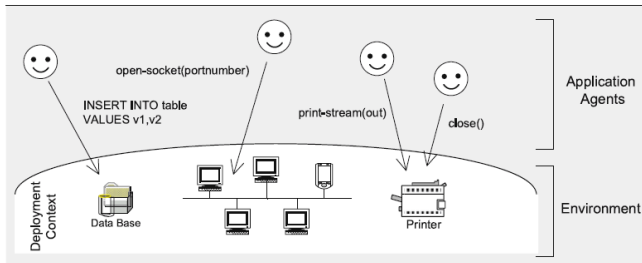 open-socket(portnumber)
INSERT INTO table
VALUES v1,v2
print-stream(out)
close()
Application
Agents
Deployment
Context
Data Base
Printer
Environment